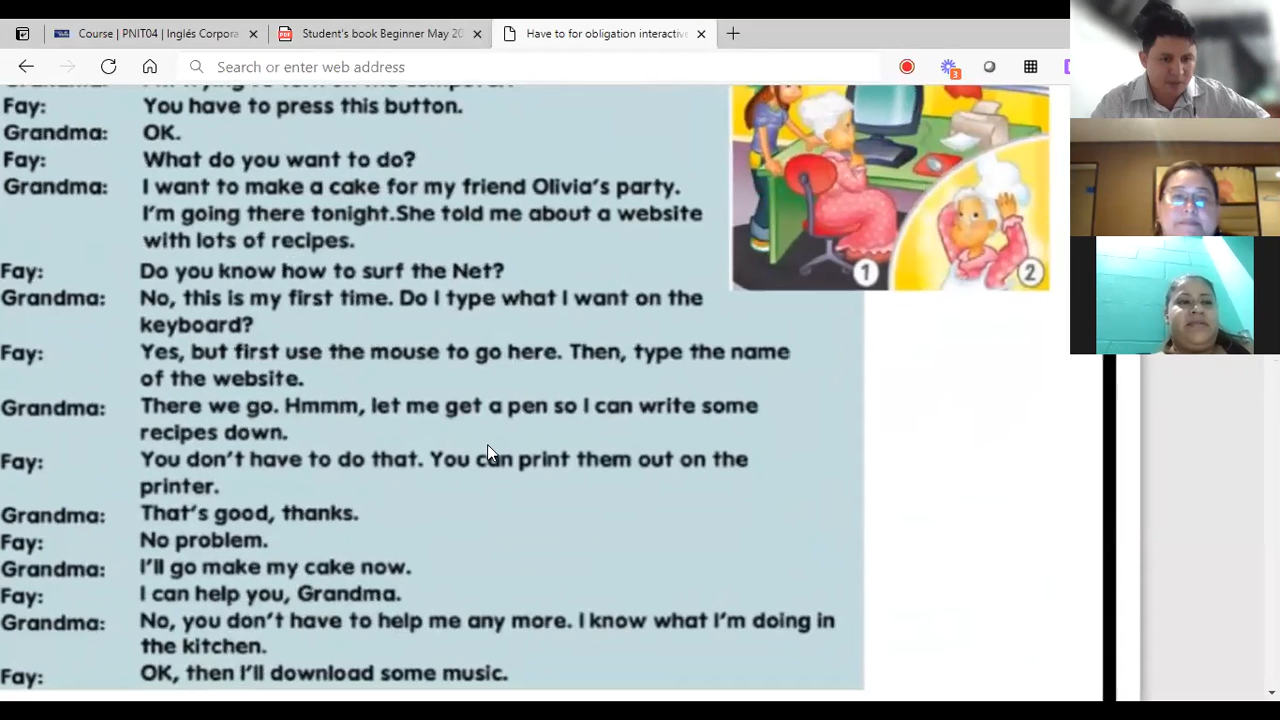 Course | PNIT04 | Inglés Corpora
Student's book Beginner May 20
Have to for obligation interactive
Search or enter web address
3
Fay: You have to press this button.
Grandma: OK.
Fay: What do you want to do?
Grandma: I want to make a cake for my friend Olivia's party.
I'm going there tonight.She told me about a website
with lots of recipes.
Fay: Do you know how to surf the Net?
Grandma: No, this is my first time. Do I type what I want on the
keyboard?
Fay: Yes, but first use the mouse to go here. Then, type the name
of the website.
Grandma: There we go. Hmmm, let me get a pen so I can write some
recipes down.
Fay: You don't have to do that. You can print them out on the
printer.
Grandma: That's good, thanks.
Fay: No problem.
Grandma: I'll go make my cake now.
Fay: I can help you, Grandma.
Grandma: No, you don't have to help me any more. I know what I'm doing in
the kitchen.
Fay: OK, then I'll download some music.
1
2